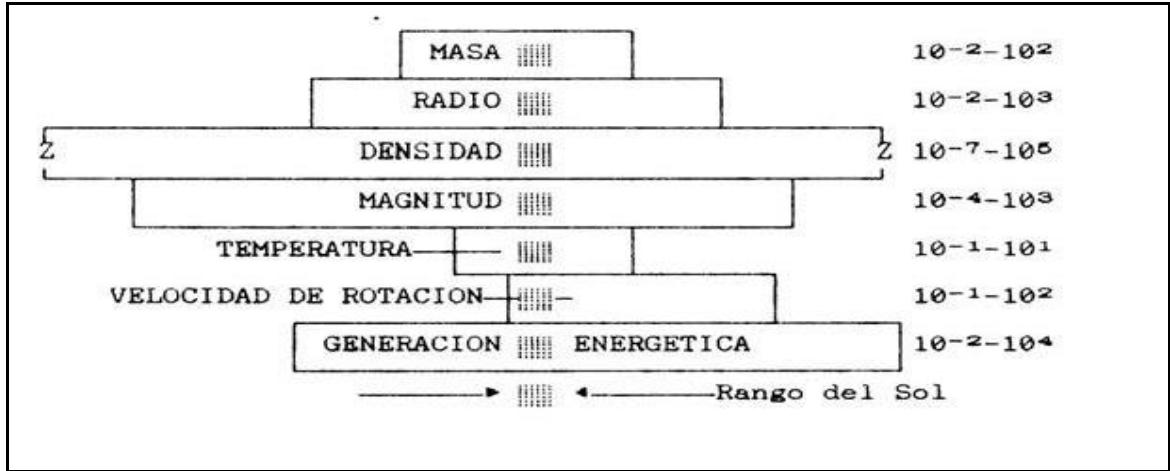 MASA 10-2-102
RADIO 10-2-103
Z DENSIDAD Z 10-7-105
MAGNITUD 10-4-103
TEMPERATURA 10-1-101
VELOCIDAD DE ROTACION 10-1-102
GENERACION ENERGETICA 10-2-104
Rango del Sol